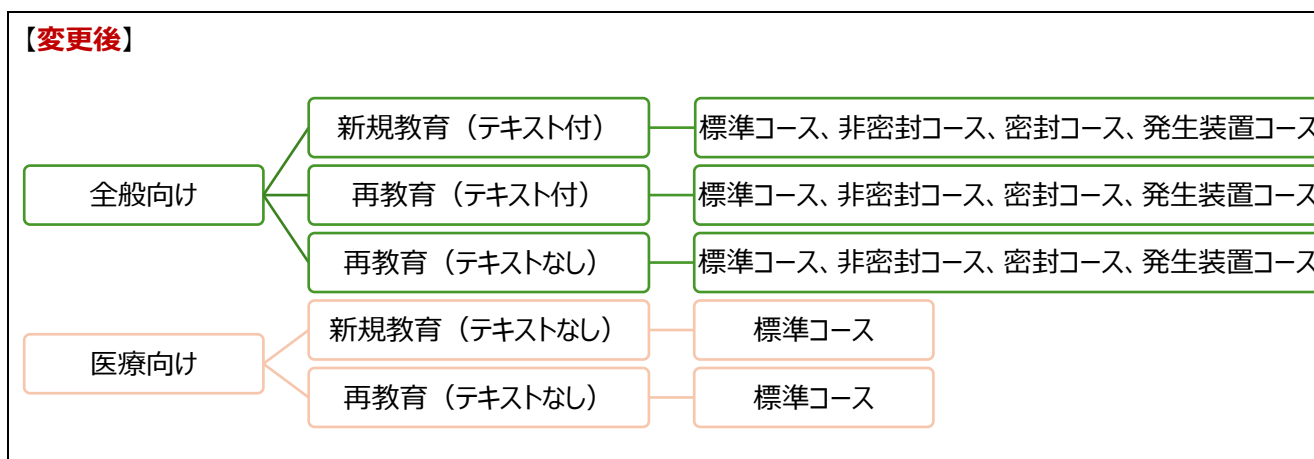 【変更後】
新規教育（テキスト付）
標準コース、非密封コース、密封コース、発生装置コース
全般向け
再教育（テキスト付）
標準コース、非密封コース、密封コース、発生装置コース
再教育（テキストなし）
標準コース、非密封コース、密封コース、発生装置コース
医療向け
新規教育（テキストなし）
標準コース
再教育（テキストなし）
標準コース